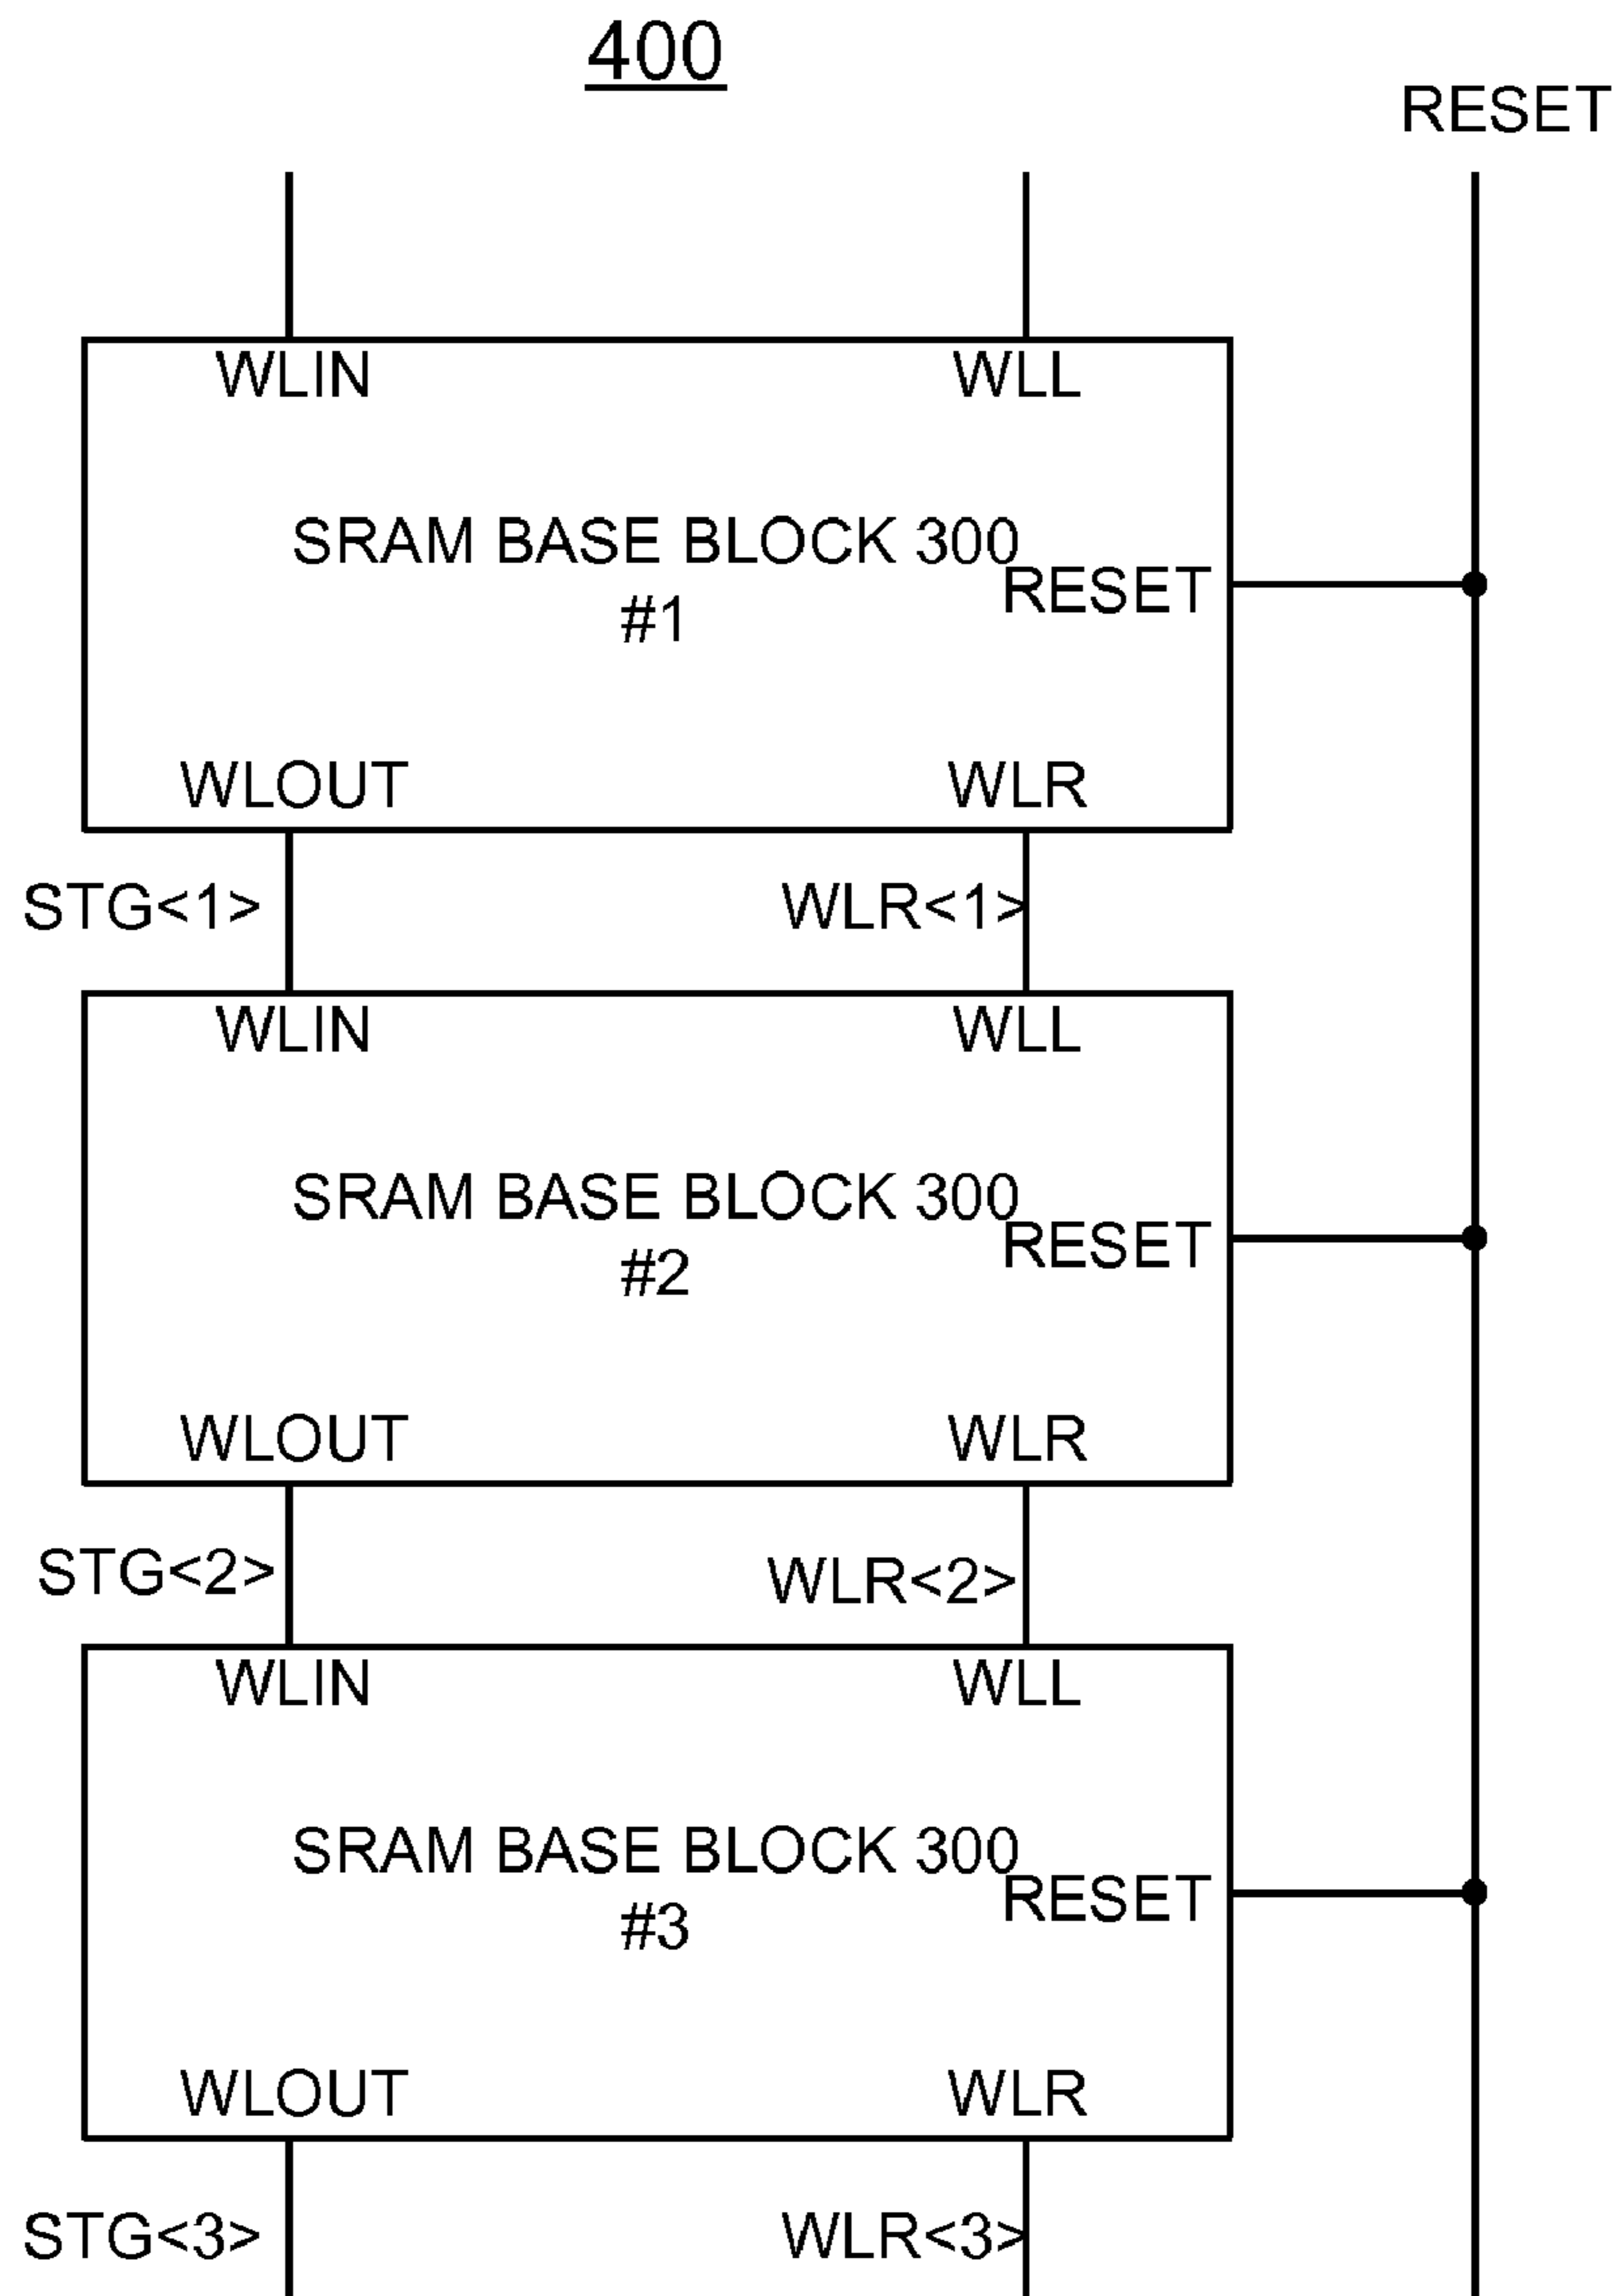 400
RESET
WLIN WLL
SRAM BASE BLOCK 300
RESET
#1
WLOUT WLR
STG<1> WLR<1>
WLIN WLL
SRAM BASE BLOCK 300
RESET
#2
WLOUT WLR
STG<2> WLR<2>
WLIN WLL
SRAM BASE BLOCK 300
RESET
#3
WLOUT WLR
STG<3> WLR<3>